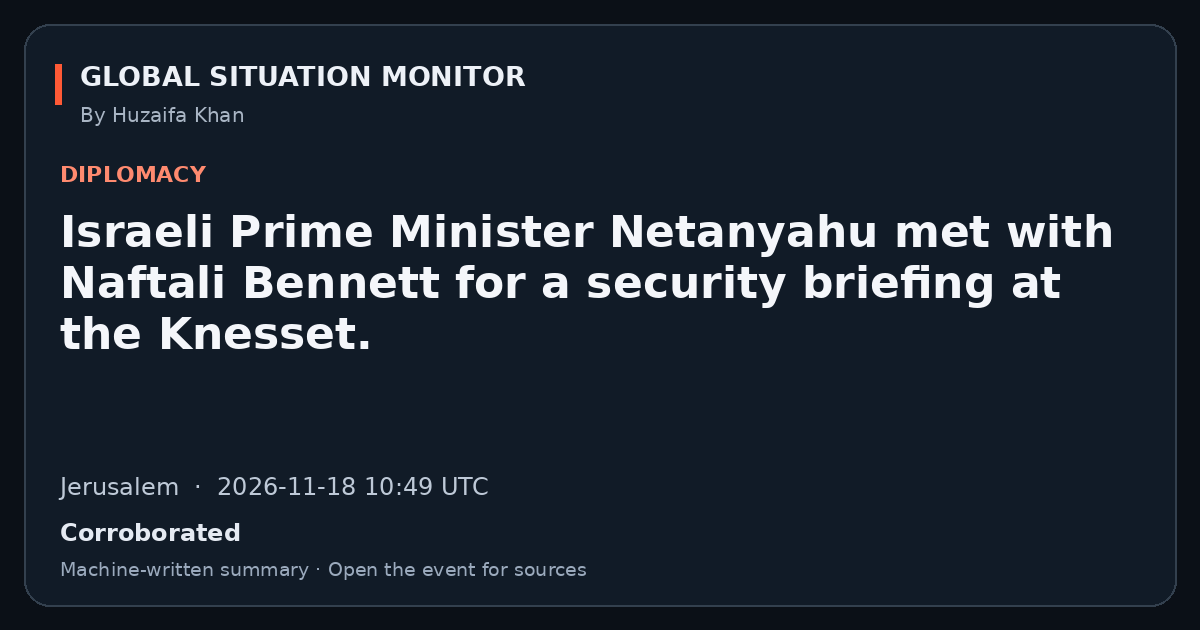 GLOBAL SITUATION MONITOR
By Huzaifa Khan
DIPLOMACY
Israeli Prime Minister Netanyahu met with
Naftali Bennett for a security briefing at
the Knesset.
Jerusalem · 2026-11-18 10:49 UTC
Corroborated
Machine-written summary · Open the event for sources